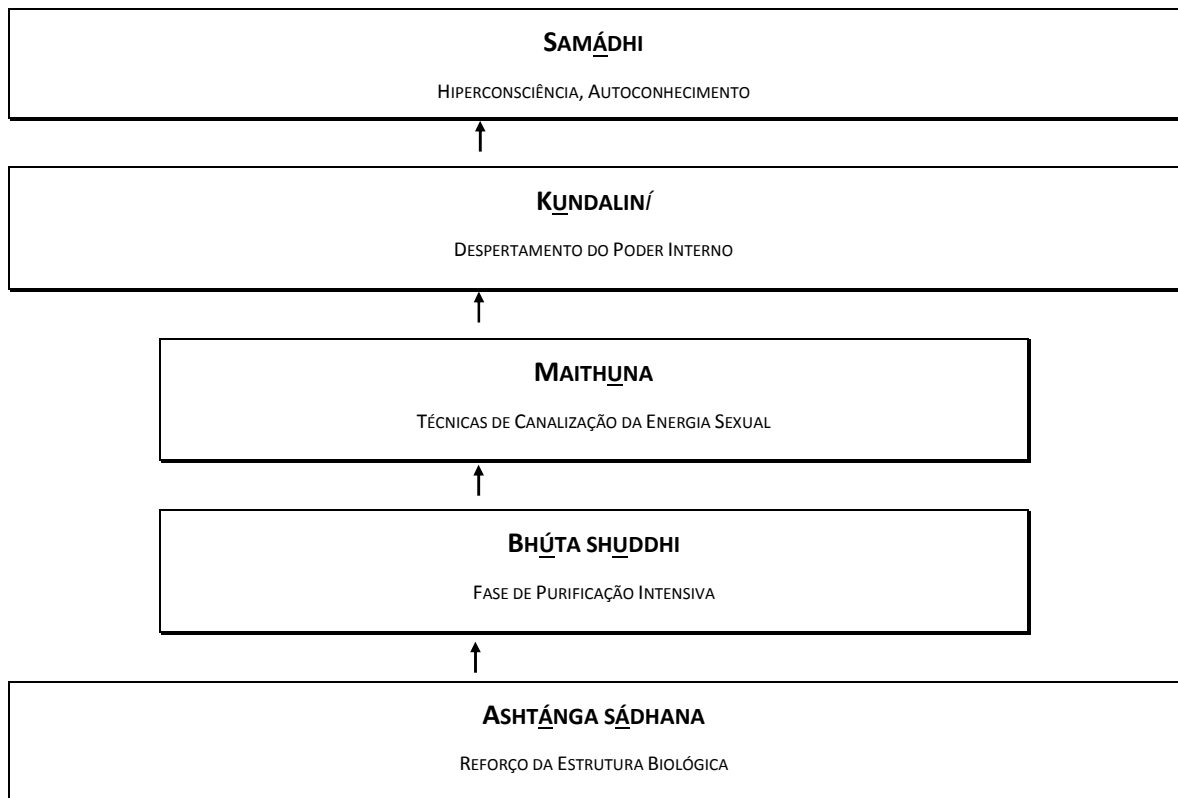 SAMÁDHI
HIPERCONSCIÊNCIA, AUTOCONHECIMENTO
KUNDALINÍ
DESPERTAMENTO DO PODER INTERNO
MAITHUNA
TÉCNICAS DE CANALIZAÇÃO DA ENERGIA SEXUAL
BHÚTA SHUDDHI
FASE DE PURIFICAÇÃO INTENSIVA
ASHTÁNGA SÁDHANA
REFORÇO DA ESTRUTURA BIOLÓGICA